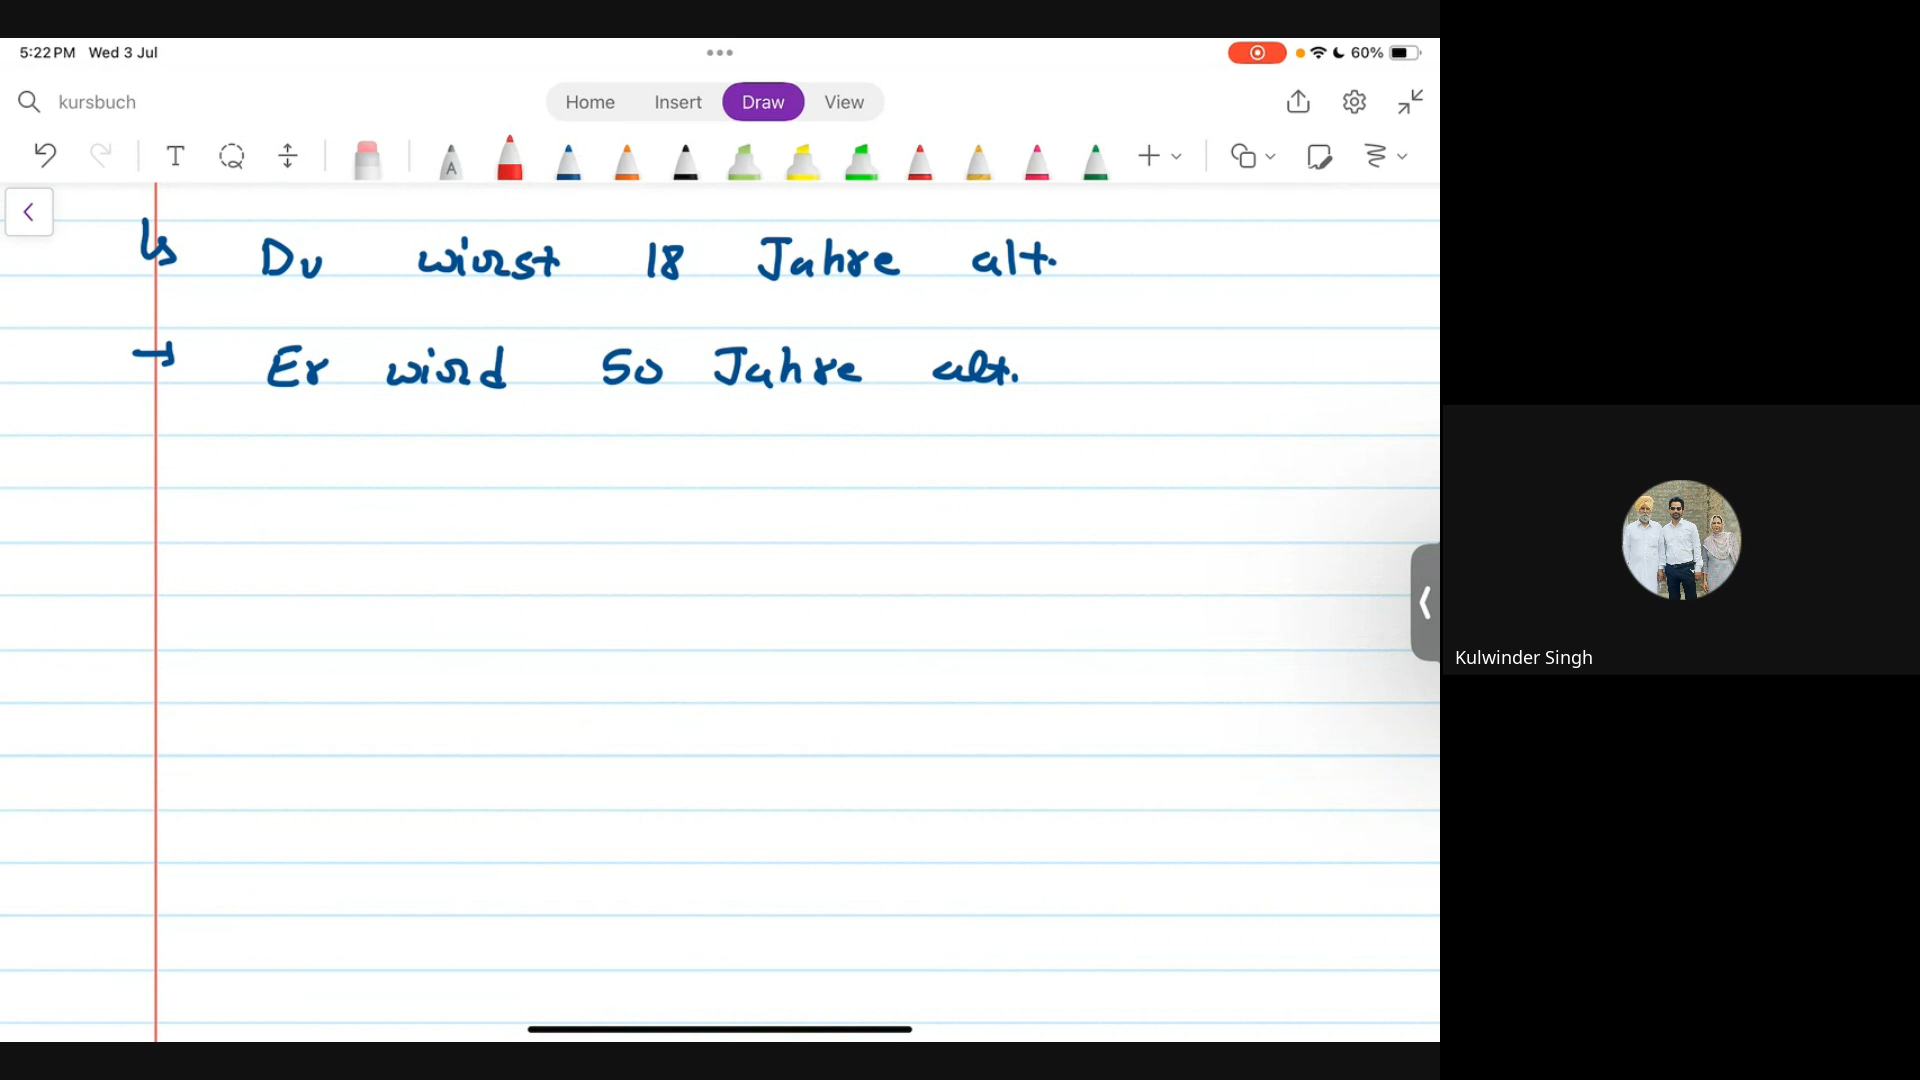 5:22 PM Wed 3 Jul
60%
kursbuch
Home Insert Draw View
T
A
Du wirst 18 Jahre alt.
→ Er wird 50 Jahre alt.
Kulwinder Singh